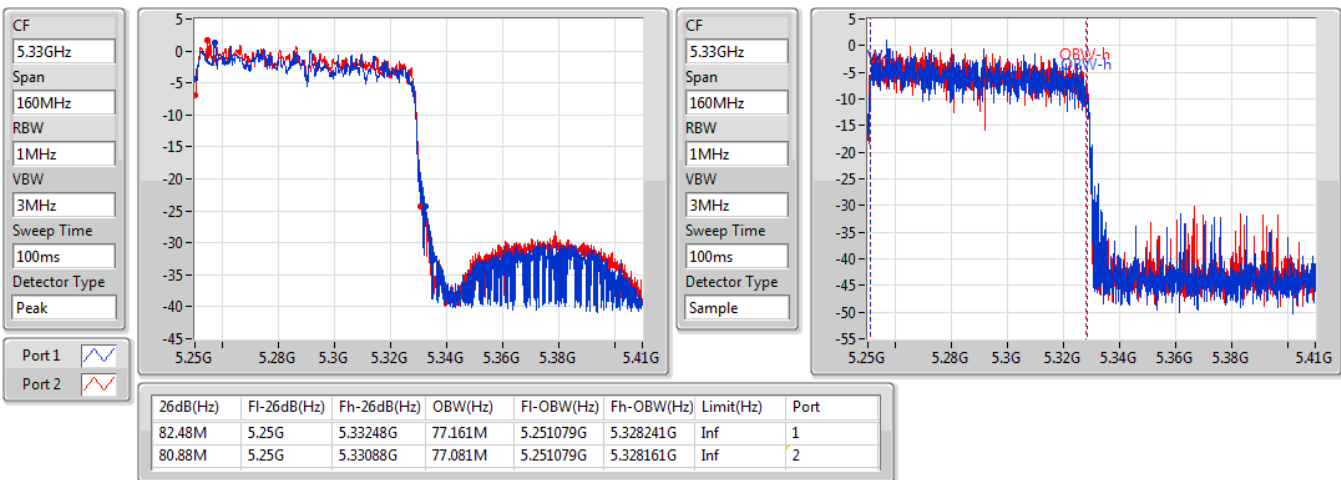 CF
5.33GHz
Span
160MHz
RBW
1MHz
VBW
3MHz
Sweep Time
100ms
Detector Type
Peak
Port 1
Port 2
5
0
-5
-10
-15
-20
-25
-30
-35
-40
-45
5.25G 5.28G 5.3G 5.32G 5.34G 5.36G 5.38G 5.41G
CF
5.33GHz
Span
160MHz
RBW
1MHz
VBW
3MHz
Sweep Time
100ms
Detector Type
Sample
5
0
-5
-10
-15
-20
-25
-30
-35
-40
-45
-50
-55
OBW-h
OBW-h
5.25G 5.28G 5.3G 5.32G 5.34G 5.36G 5.38G 5.41G
26dB(Hz) Fl-26dB(Hz) Fh-26dB(Hz) OBW(Hz) Fl-OBW(Hz) Fh-OBW(Hz) Limit(Hz) Port
82.48M 5.25G 5.33248G 77.161M 5.251079G 5.328241G Inf 1
80.88M 5.25G 5.33088G 77.081M 5.251079G 5.328161G Inf 2